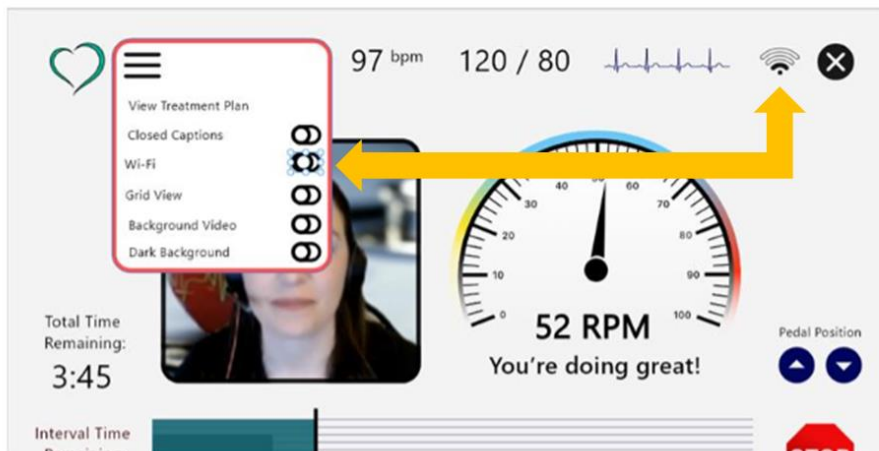 97 bpm
120 / 80
View Treatment Plan
Closed Captions
Wi-Fi
Grid View
Background Video
Dark Background
0
10
20
30
40
60
70
80
90
100
52 RPM
You're doing great!
Total Time
Remaining:
3:45
Pedal Position
Interval Time